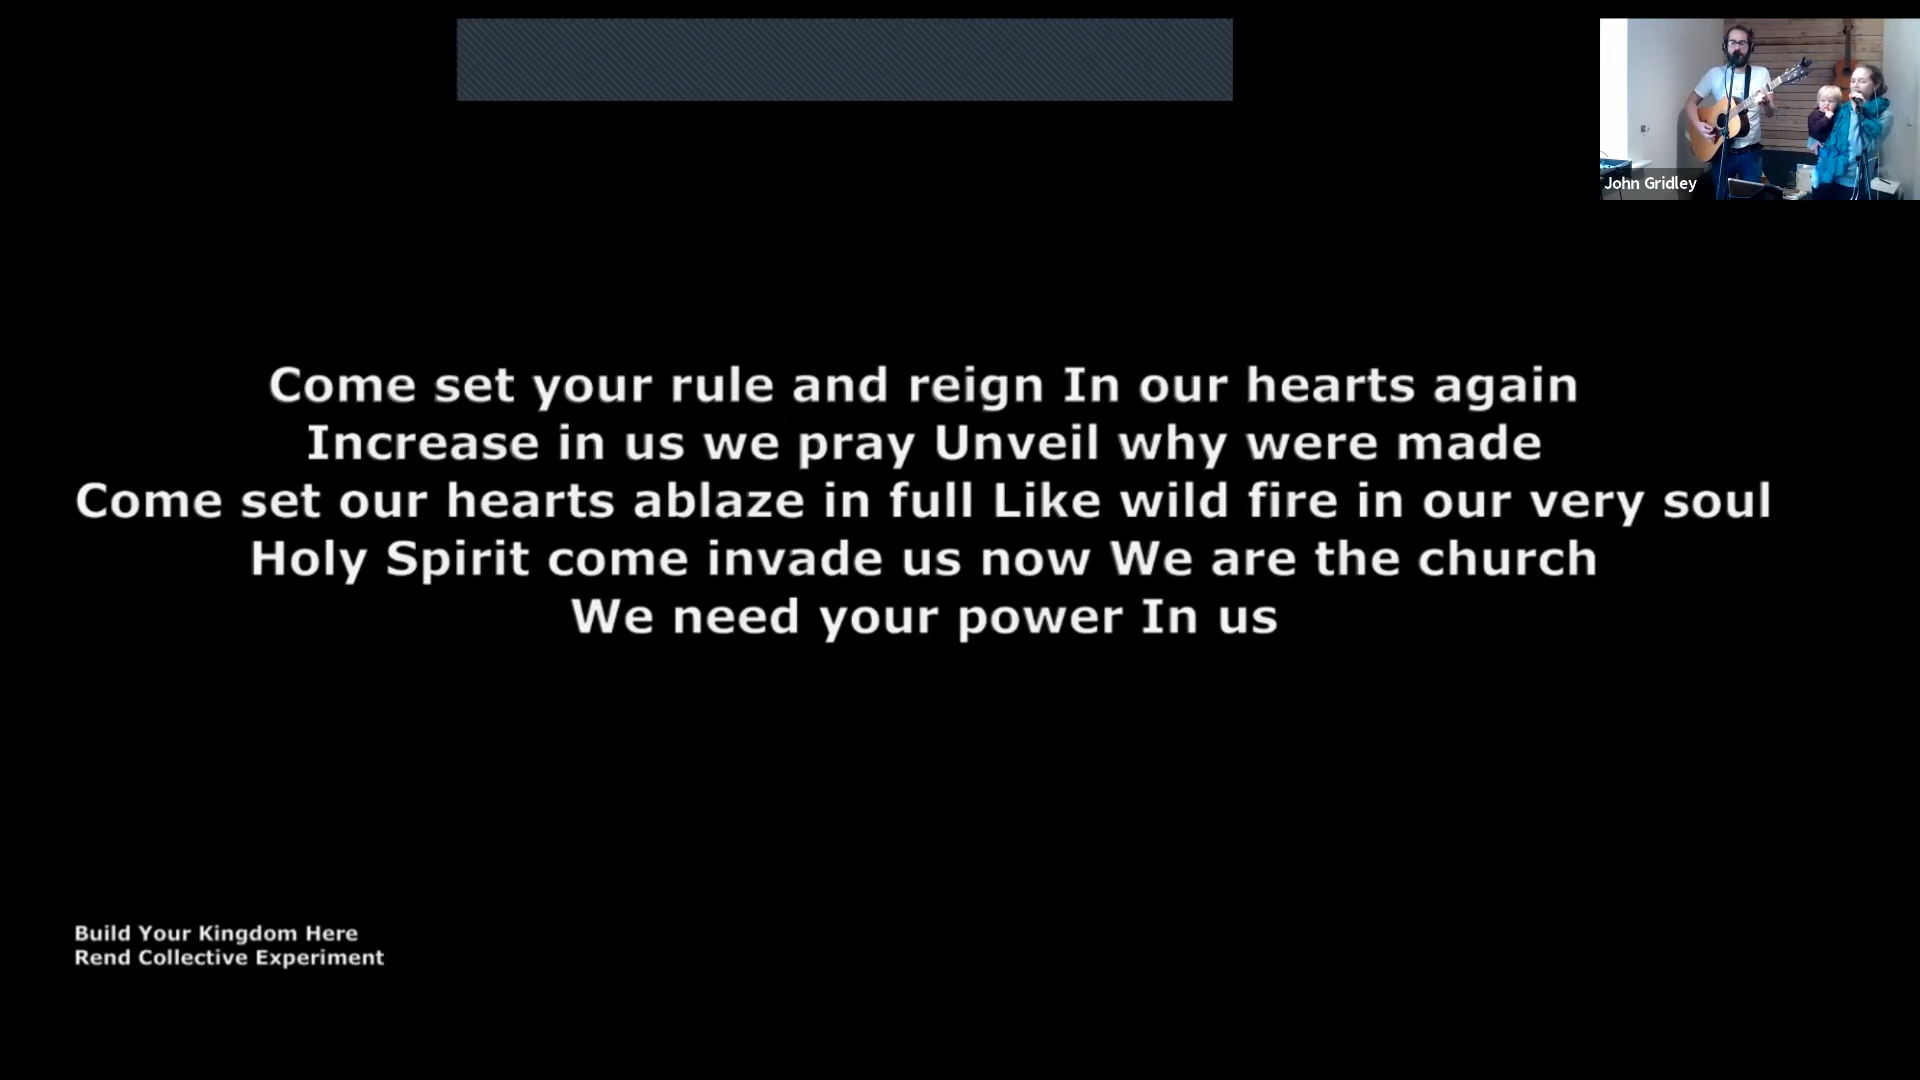 John Gridley
Come set your rule and reign In our hearts again
Increase in us we pray Unveil why were made
Come set our hearts ablaze in full Like wild fire in our very soul
Holy Spirit come invade us now We are the church
We need your power In us
Build Your Kingdom Here
Rend Collective Experiment